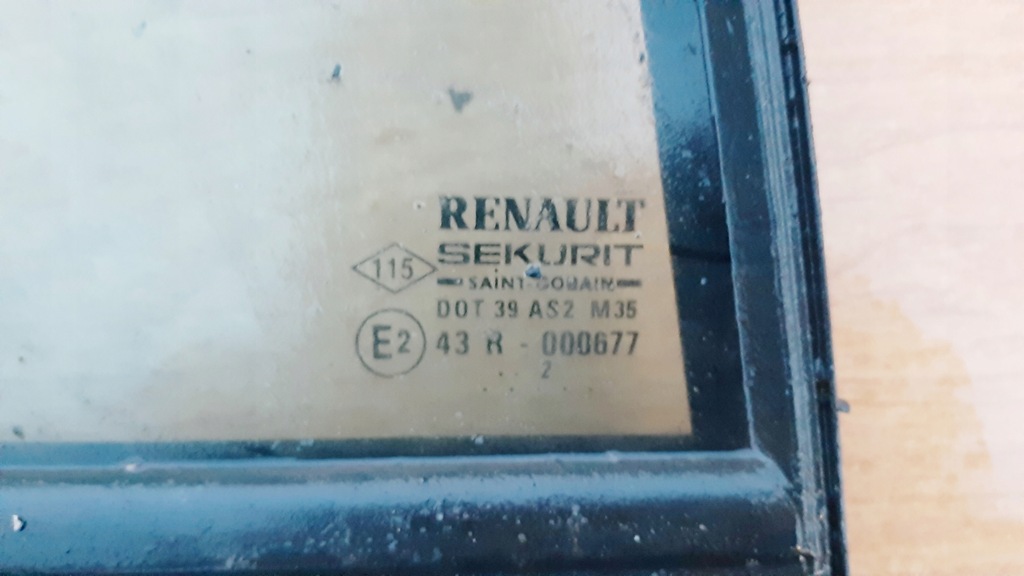 RENAULT
115 SEKURIT
SAINT-GOBAIN
DOT 39 AS2 M35
E2 43 R - 000677
2